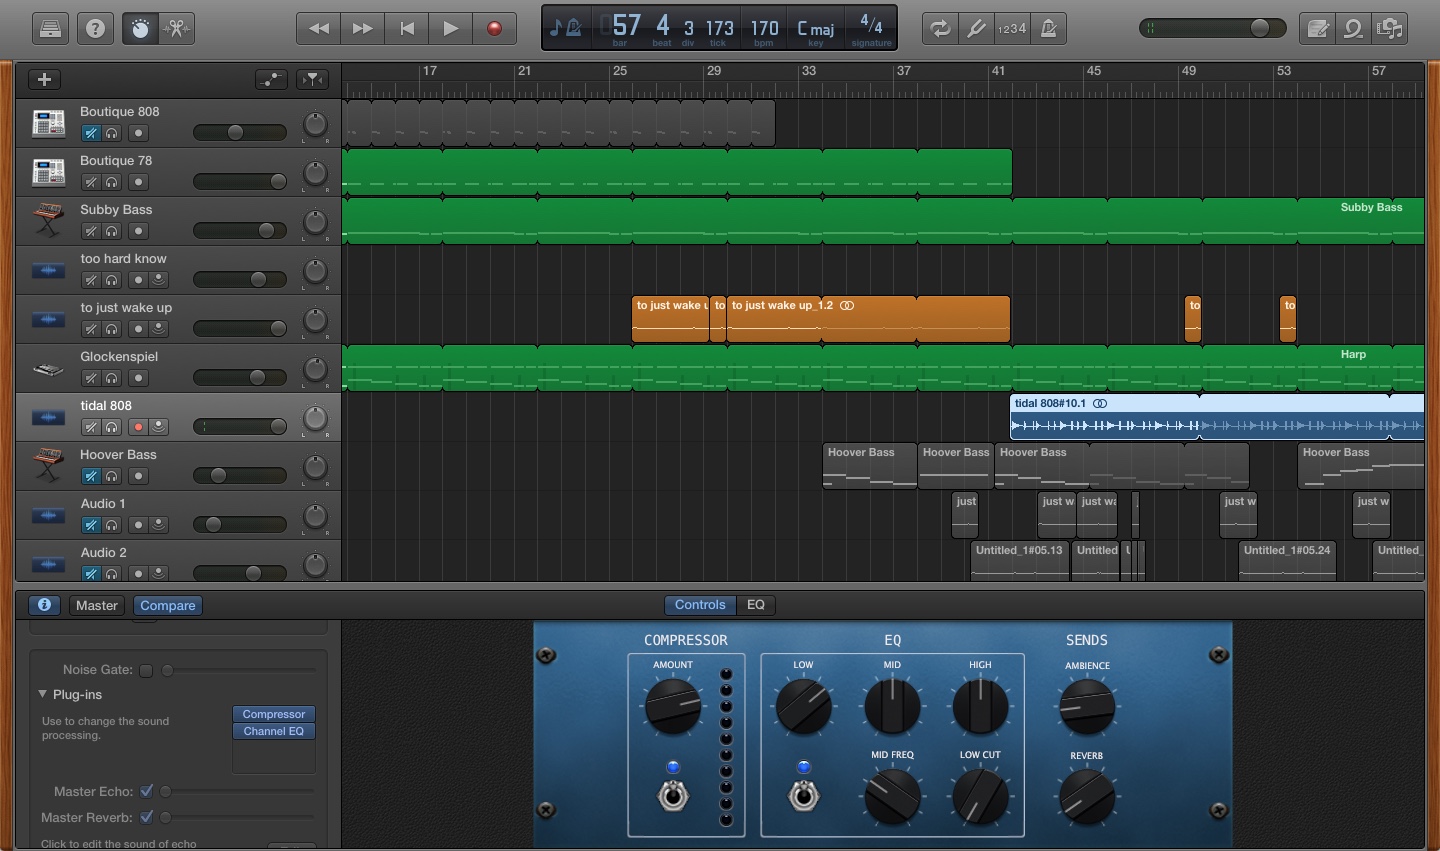 1234
57 4 3 173 170 C maj 4/4
bar beat div tick bpm key signature
17 21 25 29 33 37 41 45 49 53 57
Boutique 808
L R
Boutique 78
L R
Subby Bass
L R
Subby Bass
too hard know
L R
to just wake up
L R
to just wake u to to just wake up_1.2 to to
Glockenspiel
L R
Harp
tidal 808
L R
tidal 808#10.1
Hoover Bass
L R
Hoover Bass Hoover Bass Hoover Bass Hoover Bass
Audio 1
L R
just just w just wa just w just w
Audio 2
Untitled_1#05.13 Untitled U Untitled_1#05.24 Untitled_
Master Compare Controls EQ
Noise Gate:
Plug-ins
Use to change the sound
processing.
Compressor
Channel EQ
Master Echo:
Master Reverb:
Click to edit the sound of echo
COMPRESSOR EQ SENDS
AMOUNT LOW MID HIGH AMBIENCE
MID FREQ LOW CUT REVERB